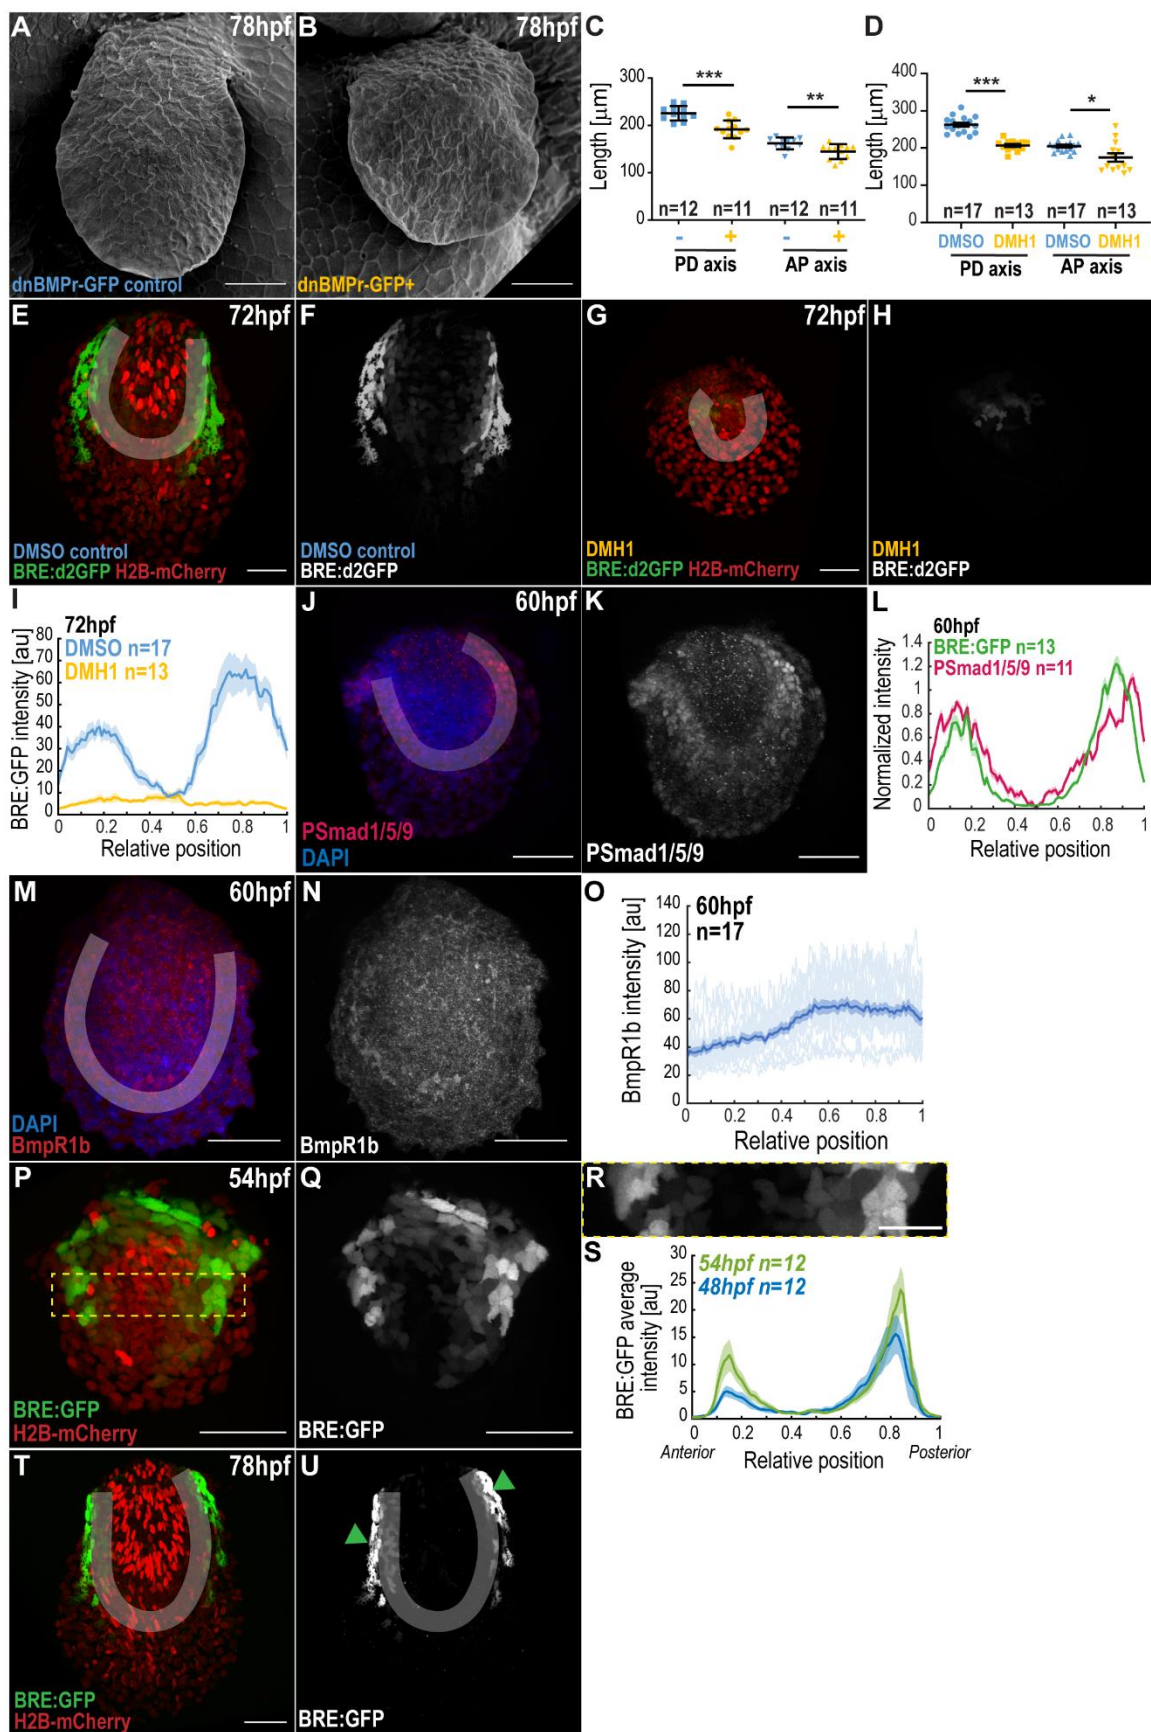 A
78hpf
dnBMPr-GFP control
B
78hpf
dnBMPr-GFP+
C
Length [µm]
300
200
100
0
***
**
n=12 n=11 n=12 n=11
- + - +
PD axis AP axis
D
Length [µm]
400
300
200
100
0
***
*
n=17 n=13 n=17 n=13
DMSO DMH1 DMSO DMH1
PD axis AP axis
E
72hpf
DMSO control
BRE:d2GFP H2B-mCherry
F
DMSO control
BRE:d2GFP
G
72hpf
DMH1
BRE:d2GFP H2B-mCherry
H
DMH1
BRE:d2GFP
I
72hpf
DMSO n=17
DMH1 n=13
BRE:GFP intensity [au]
80
70
60
50
40
30
20
10
0
0 0.2 0.4 0.6 0.8 1
Relative position
J
60hpf
PSmad1/5/9
DAPI
K
PSmad1/5/9
L
60hpf
BRE:GFP n=13
PSmad1/5/9 n=11
Normalized intensity
1.4
1.2
1
0.8
0.6
0.4
0.2
0
0 0.2 0.4 0.6 0.8 1
Relative position
M
60hpf
DAPI
BmpR1b
N
BmpR1b
O
60hpf
n=17
BmpR1b intensity [au]
140
120
100
80
60
40
20
0
0 0.2 0.4 0.6 0.8 1
Relative position
P
54hpf
BRE:GFP
H2B-mCherry
Q
BRE:GFP
R
S
54hpf n=12
48hpf n=12
BRE:GFP average
intensity [au]
30
25
20
15
10
5
0
0 0.2 0.4 0.6 0.8 1
Anterior Relative position Posterior
T
78hpf
BRE:GFP
H2B-mCherry
U
BRE:GFP